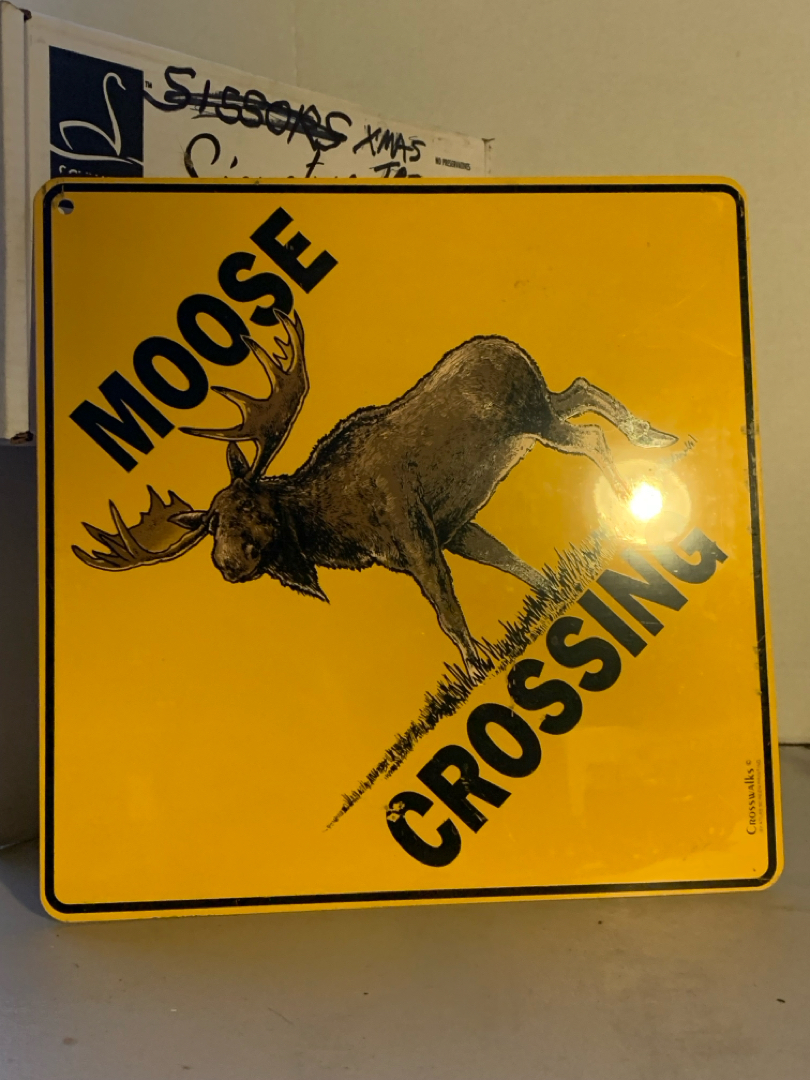 SISSORS XMAS
NO PRESERVATIVES
MOOSE
CROSSING
Crosswalks ©